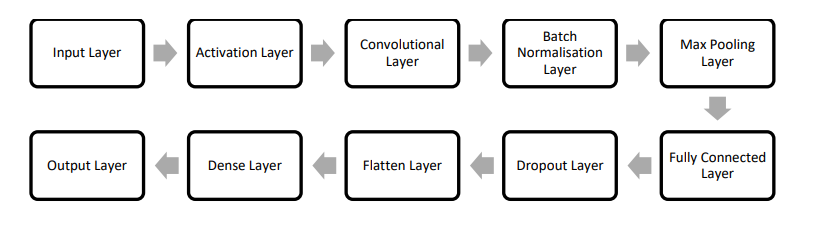 Input Layer
Activation Layer
Convolutional
Layer
Batch
Normalisation
Layer
Max Pooling
Layer
Fully Connected
Layer
Dropout Layer
Flatten Layer
Dense Layer
Output Layer